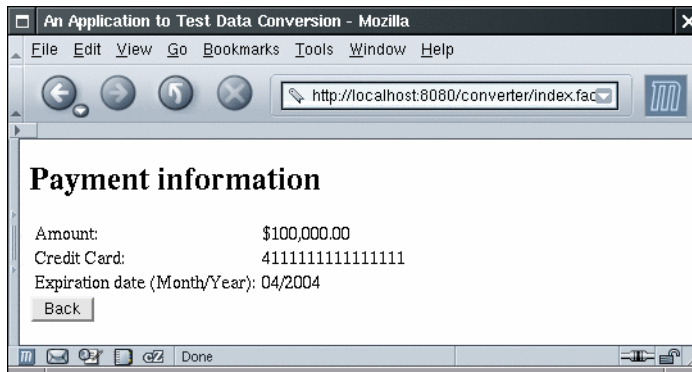 An Application to Test Data Conversion - Mozilla
File Edit View Go Bookmarks Tools Window Help
http://localhost:8080/converter/index.fac
Payment information
Amount: $100,000.00
Credit Card: 4111111111111111
Expiration date (Month/Year): 04/2004
Back
Done